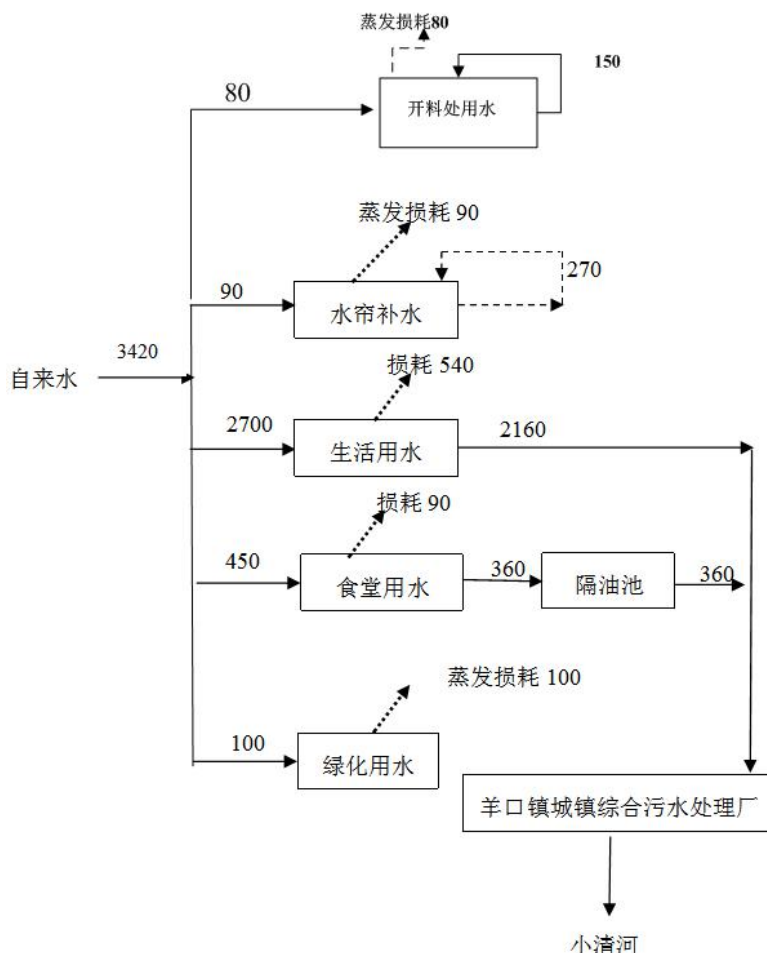 蒸发损耗80
150
80
开料处用水
蒸发损耗 90
270
90
水帘补水
3420
自来水
损耗 540
2700
2160
生活用水
损耗 90
450
360
360
食堂用水
隔油池
蒸发损耗 100
100
绿化用水
羊口镇城镇综合污水处理厂
小清河